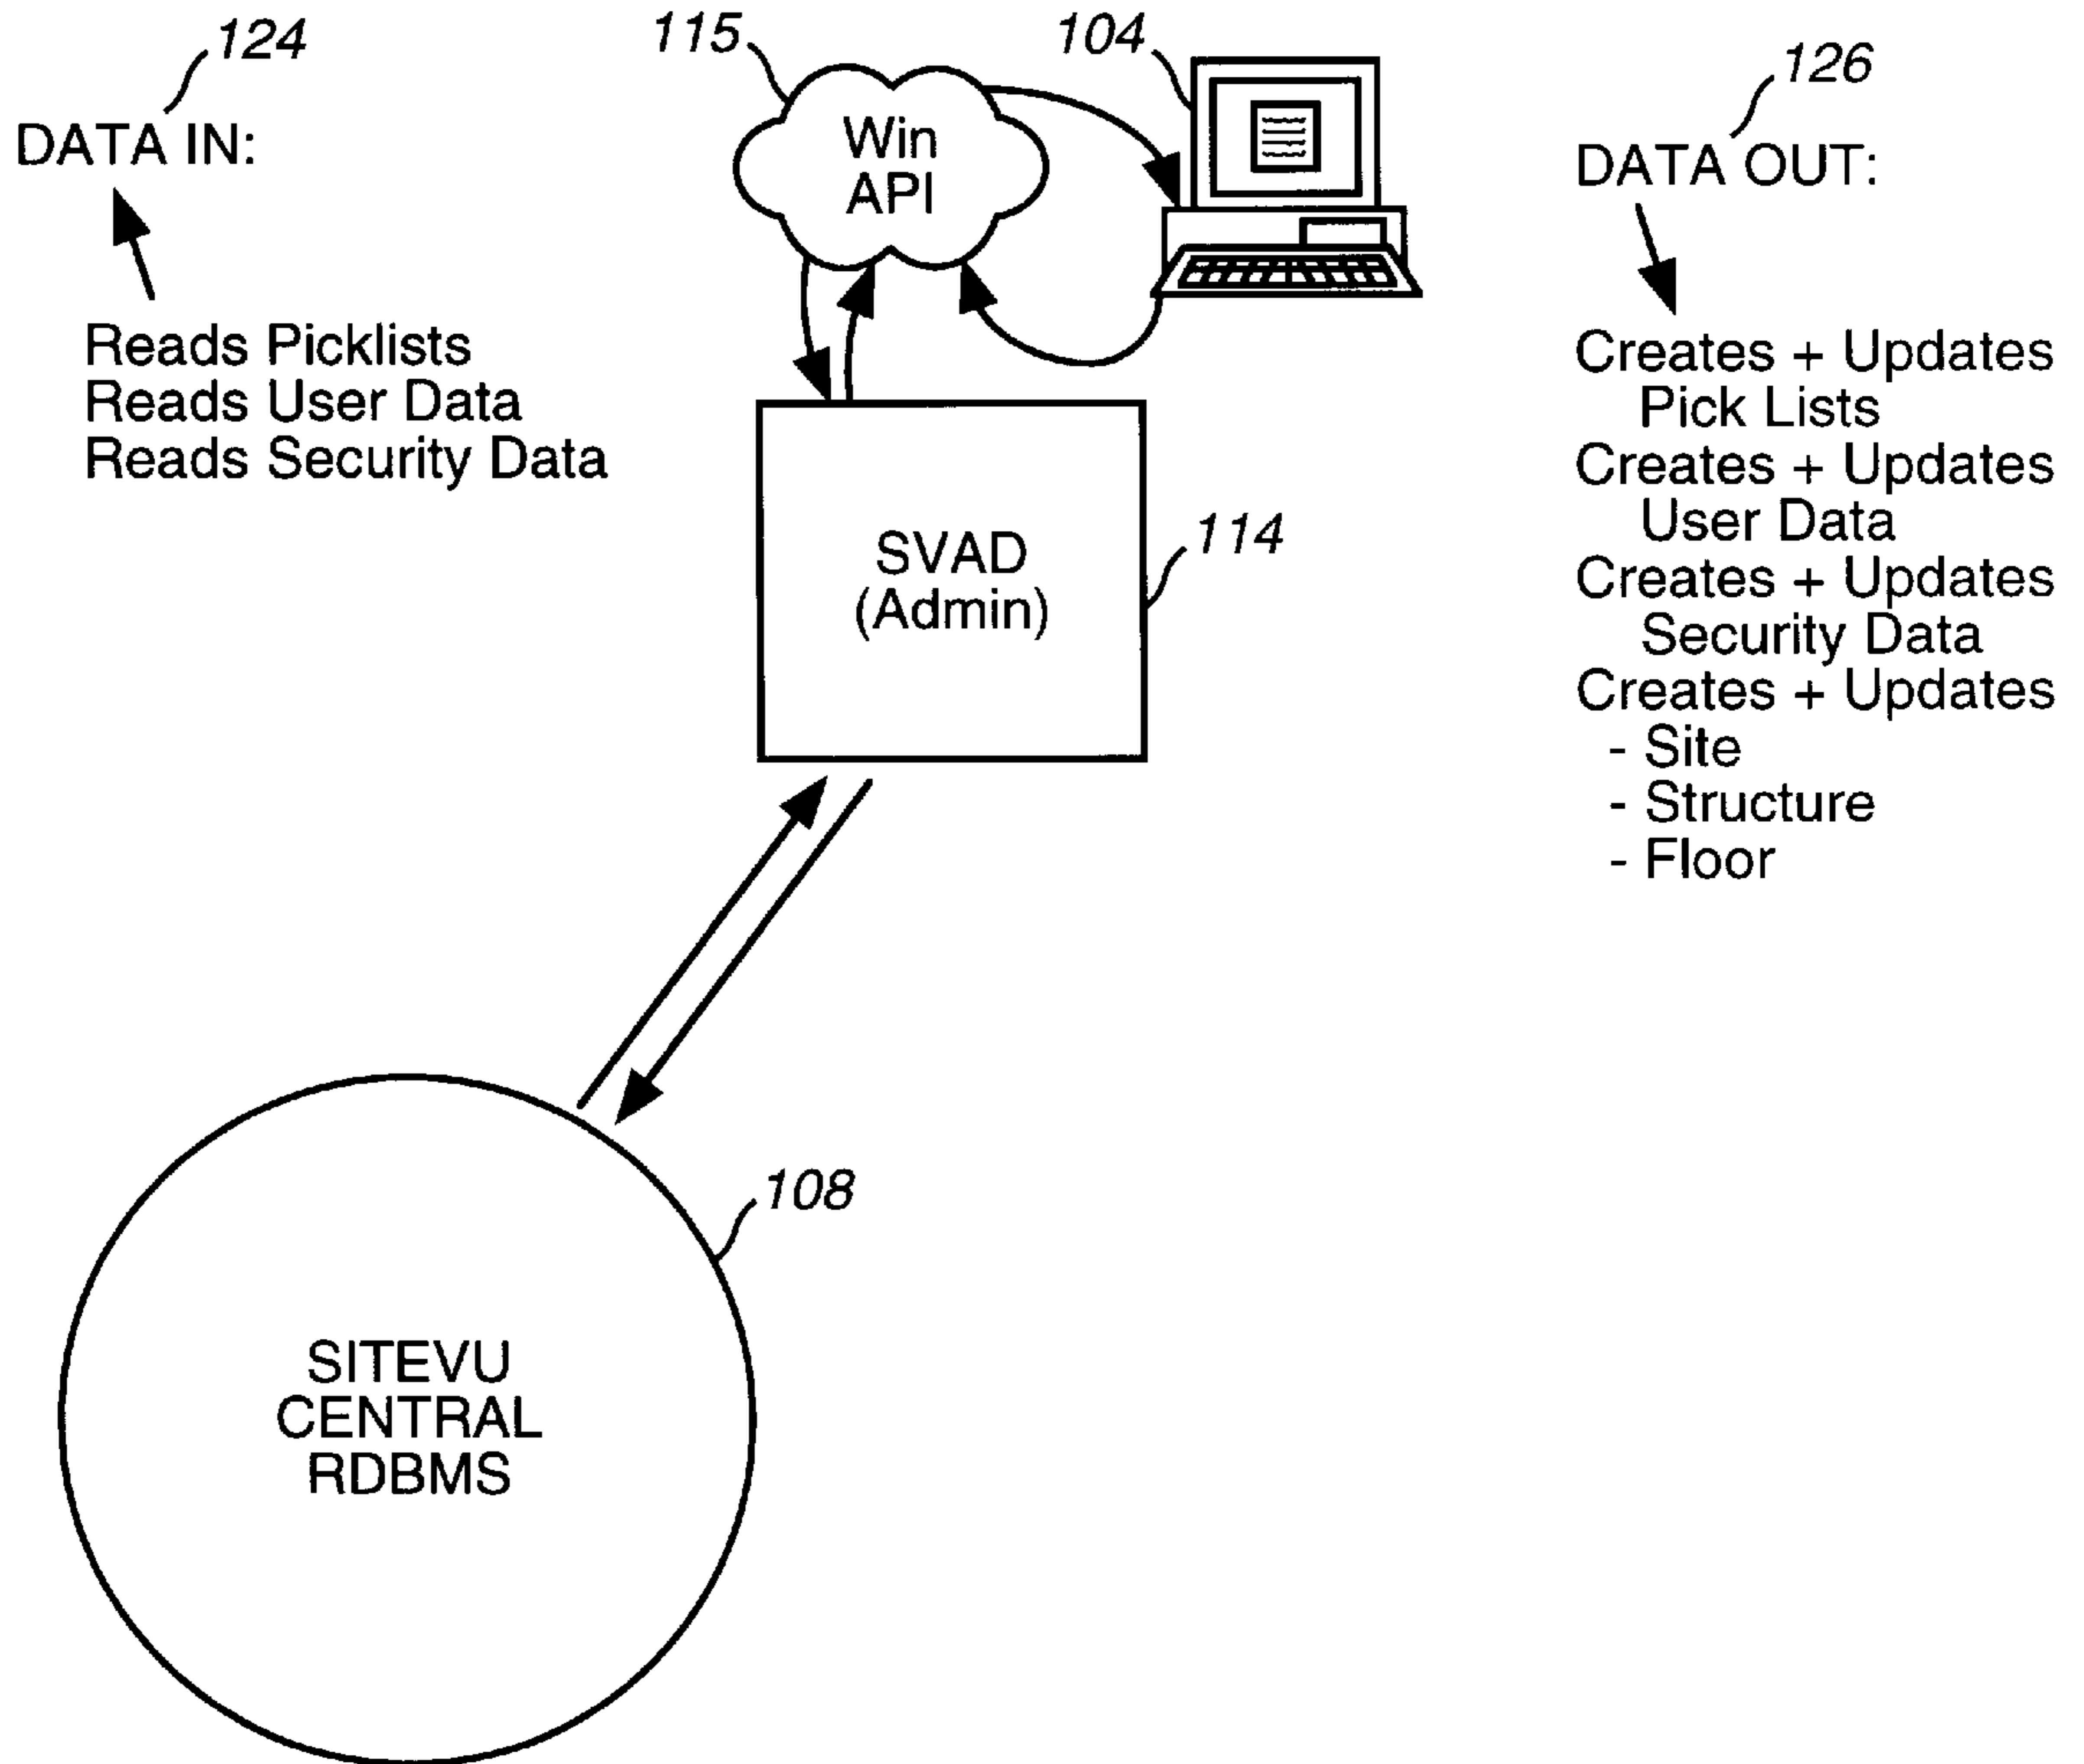 124
DATA IN:
Reads Picklists
Reads User Data
Reads Security Data
115
Win
API
104
126
DATA OUT:
Creates + Updates
Pick Lists
Creates + Updates
User Data
Creates + Updates
Security Data
Creates + Updates
- Site
- Structure
- Floor
SVAD
(Admin)
114
108
SITEVU
CENTRAL
RDBMS